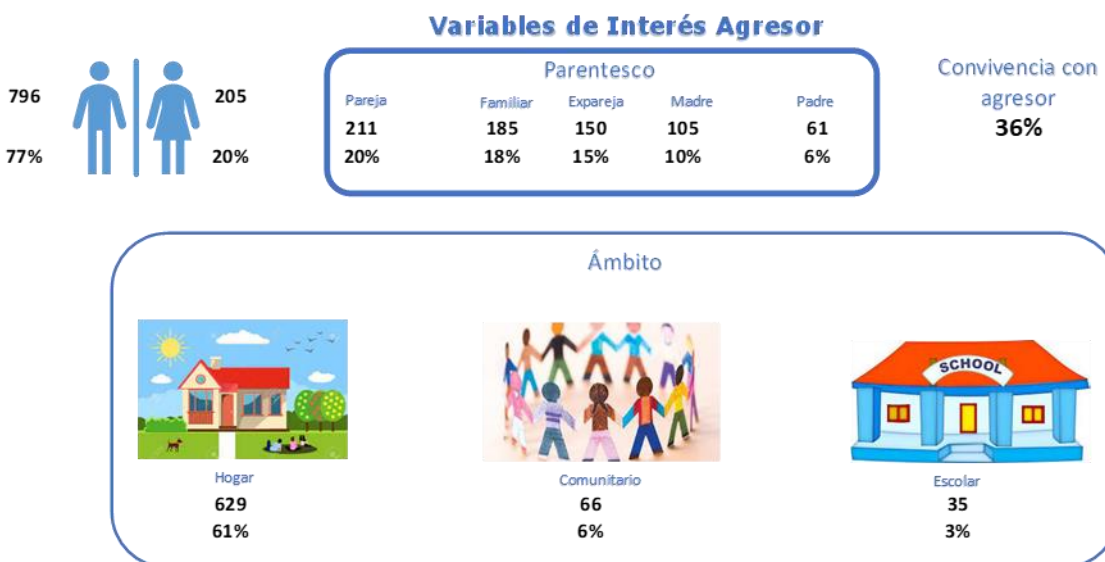 Variables de Interés Agresor
796 205
77% 20%
Parentesco
Pareja Familiar Expareja Madre Padre
211 185 150 105 61
20% 18% 15% 10% 6%
Convivencia con
agresor
36%
Ámbito
SCHOOL
Hogar Comunitario Escolar
629 66 35
61% 6% 3%